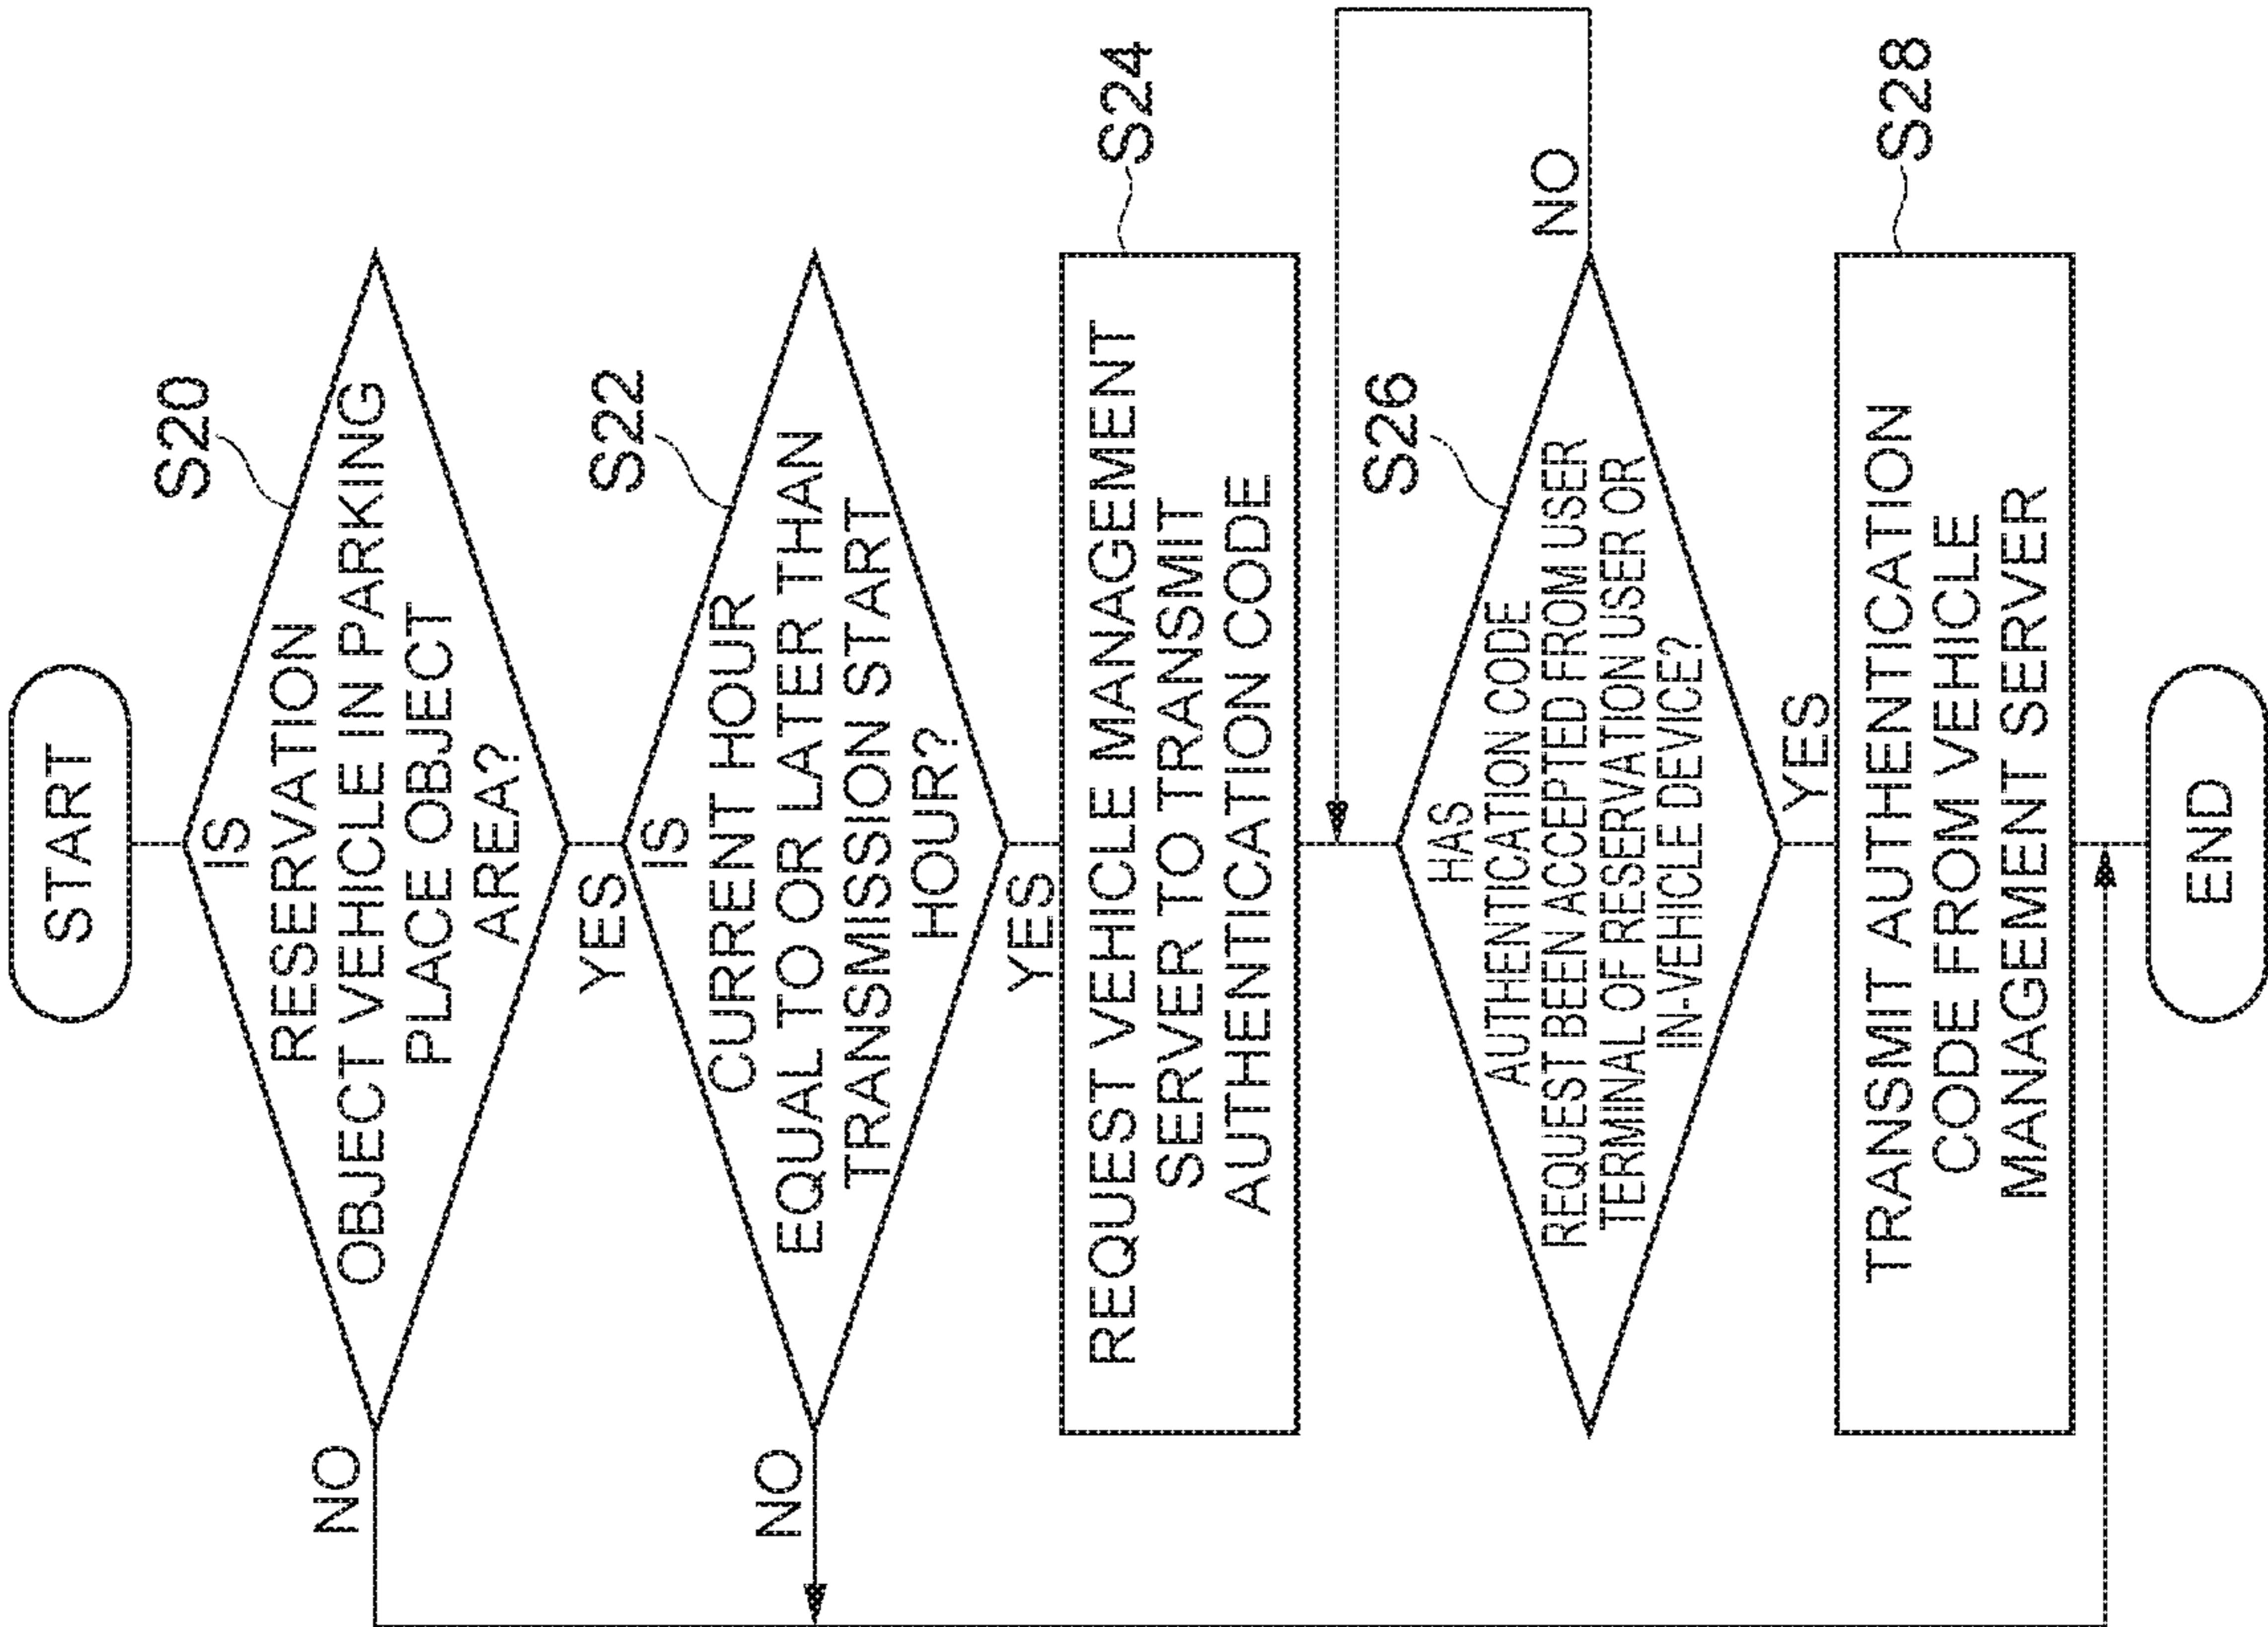 START
S20
IS
RESERVATION
OBJECT VEHICLE IN PARKING
PLACE OBJECT
AREA?
NO
YES
S22
IS
CURRENT HOUR
EQUAL TO OR LATER THAN
TRANSMISSION START
HOUR?
NO
YES
S24
REQUEST VEHICLE MANAGEMENT
SERVER TO TRANSMIT
AUTHENTICATION CODE
S26
HAS
AUTHENTICATION CODE
REQUEST BEEN ACCEPTED FROM USER
TERMINAL OF RESERVATION USER OR
IN-VEHICLE DEVICE?
NO
YES
S28
TRANSMIT AUTHENTICATION
CODE FROM VEHICLE
MANAGEMENT SERVER
END